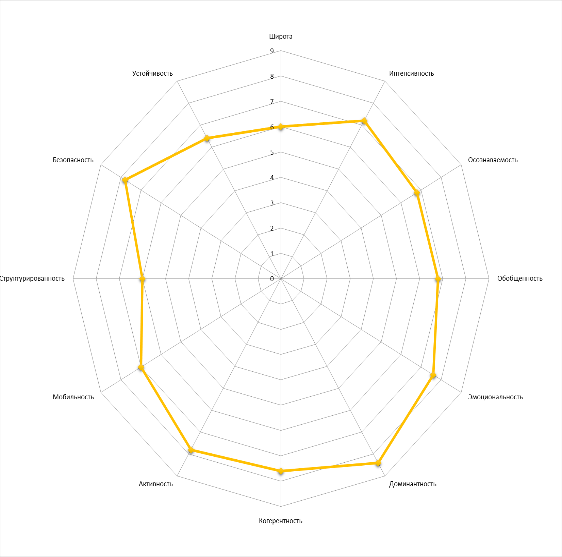 Широта
9
Устойчивость
Интенсивность
8
7
6
Безопасность
Осознаваемость
5
4
3
2
1
Структурированность
0
Обобщенность
Мобильность
Эмоциональность
Активность
Доминантность
Когерентность